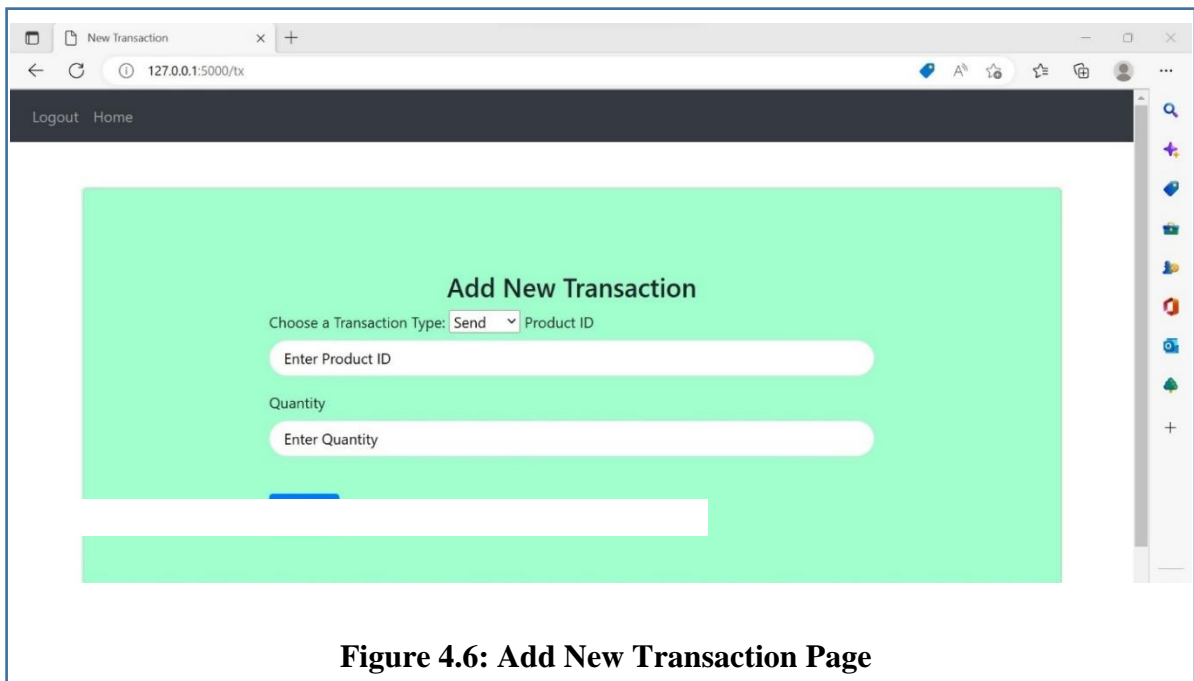 New Transaction
127.0.0.1:5000/tx
Logout Home
Add New Transaction
Choose a Transaction Type: Send Product ID
Enter Product ID
Quantity
Enter Quantity
Figure 4.6: Add New Transaction Page